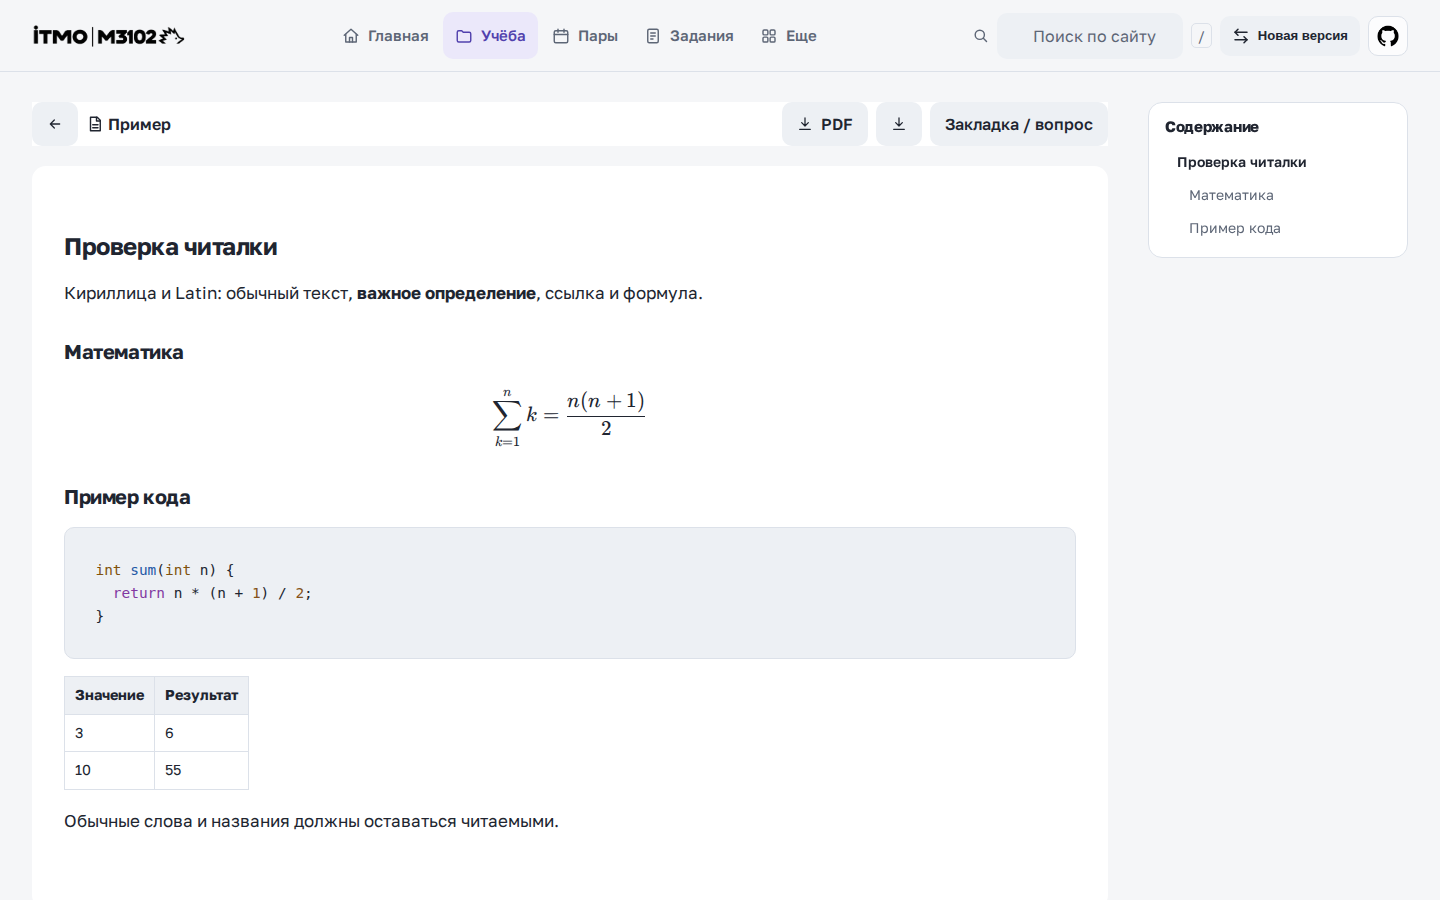 iTMO | M3102
Главная
Учёба
Пары
Задания
Еще
Поиск по сайту
/
Новая версия
Пример
PDF
Закладка / вопрос
Содержание
Проверка читалки
Математика
Пример кода
Проверка читалки
Кириллица и Latin: обычный текст, важное определение, ссылка и формула.
Математика
\sum_{k=1}^{n} k = \frac{n(n+1)}{2}
Пример кода
int sum(int n) {
  return n * (n + 1) / 2;
}
Значение Результат
3 6
10 55
Обычные слова и названия должны оставаться читаемыми.